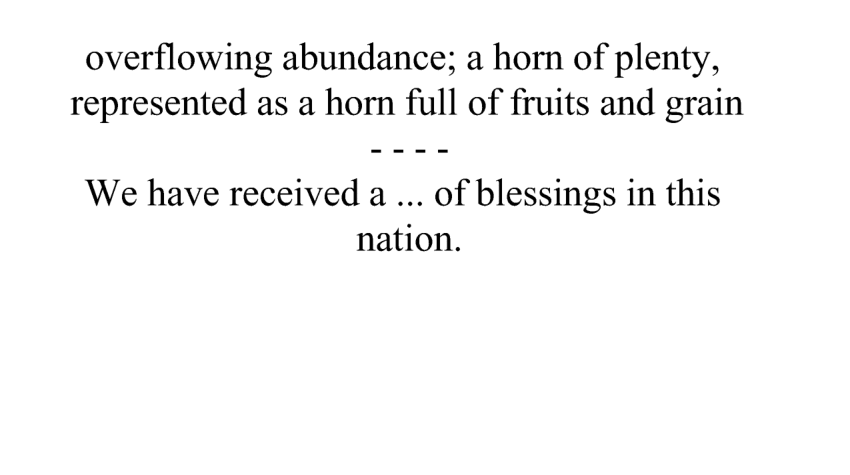 overflowing abundance; a horn of plenty,
represented as a horn full of fruits and grain
- - - -
We have received a ... of blessings in this
nation.